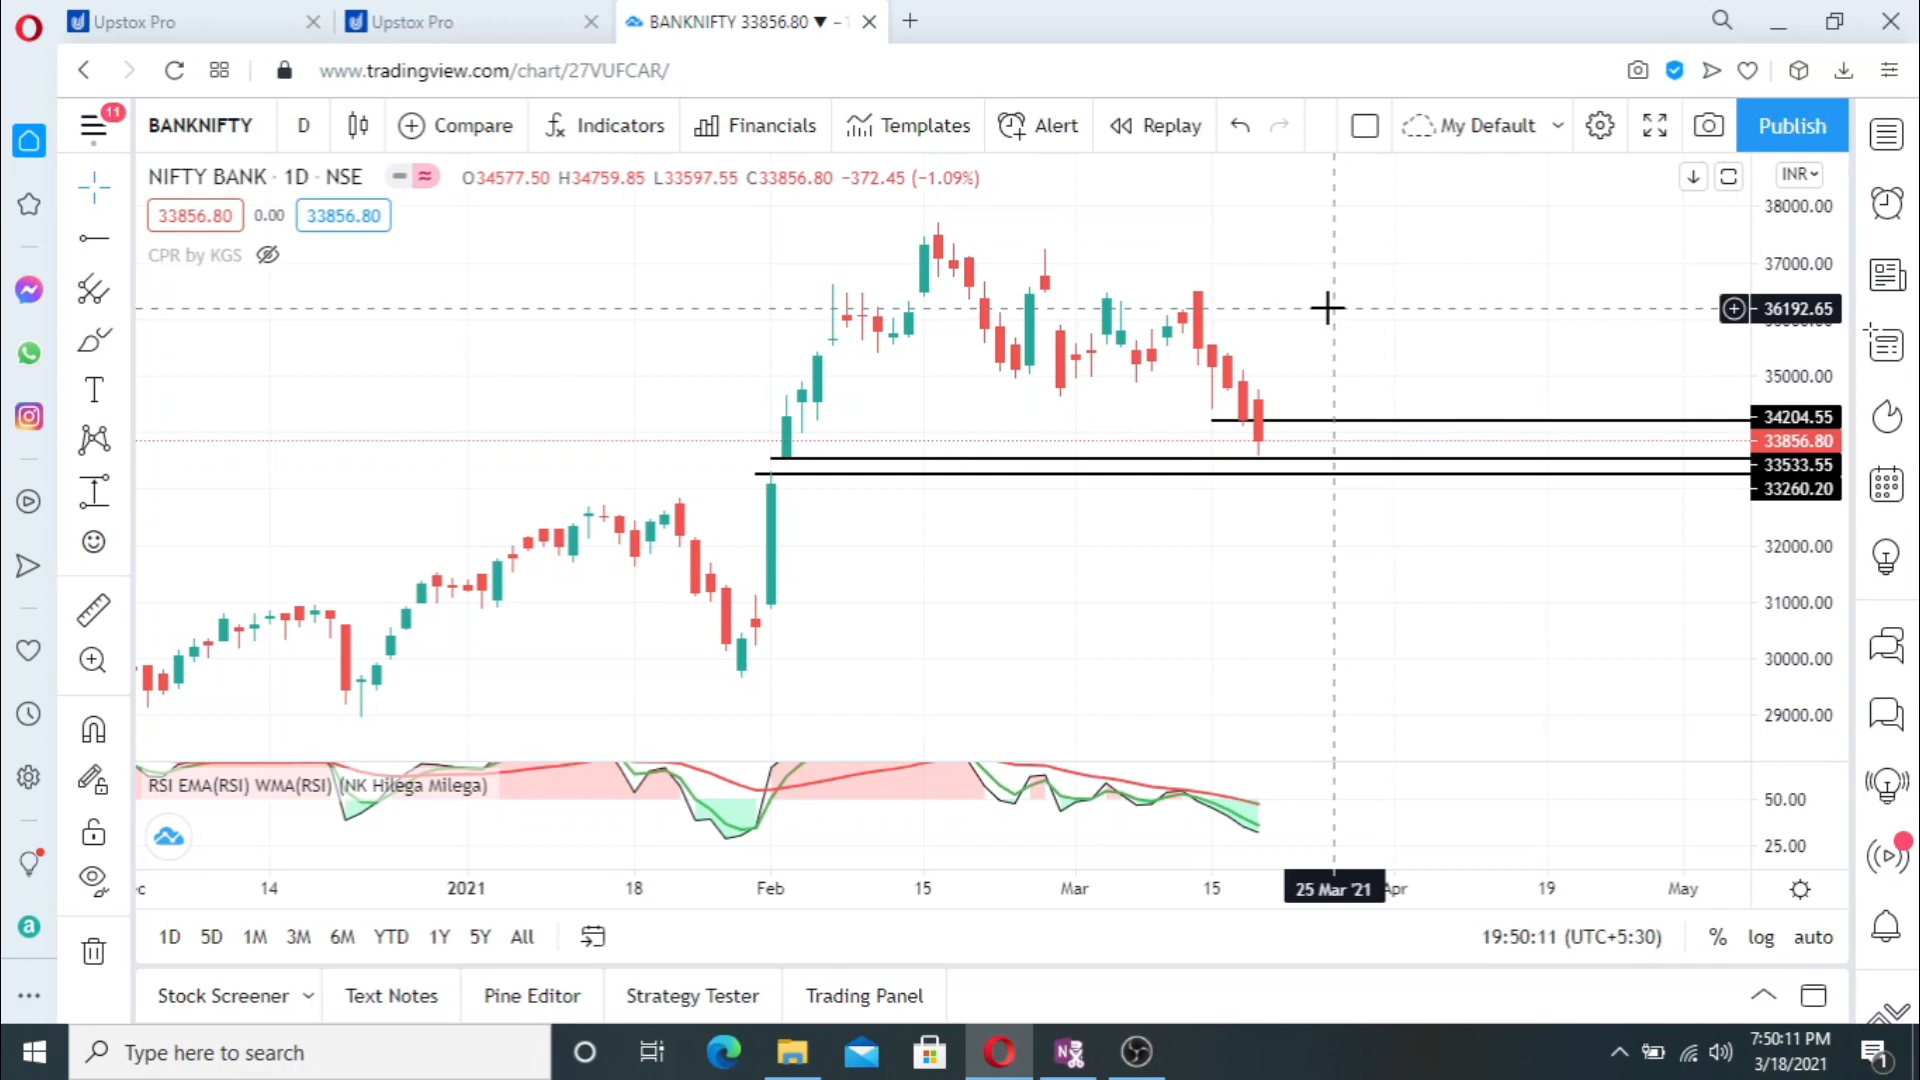 Upstox Pro
Upstox Pro
BANKNIFTY 33856.80 ▼ −1
www.tradingview.com/chart/27VUFCAR/
11
BANKNIFTY
D
Compare
Indicators
Financials
Templates
Alert
Replay
My Default
Publish
NIFTY BANK · 1D · NSE
O34577.50 H34759.85 L33597.55 C33856.80 −372.45 (−1.09%)
INR
33856.80
0.00
33856.80
CPR by KGS
38000.00
37000.00
36192.65
35000.00
34204.55
33856.80
33533.55
33260.20
32000.00
31000.00
30000.00
29000.00
RSI EMA(RSI) WMA(RSI) (NK Hilega Milega)
50.00
25.00
14
2021
18
Feb
15
Mar
15
25 Mar '21
Apr
19
May
1D 5D 1M 3M 6M YTD 1Y 5Y All
19:50:11 (UTC+5:30)
% log auto
Stock Screener
Text Notes
Pine Editor
Strategy Tester
Trading Panel
Type here to search
7:50:11 PM
3/18/2021
1